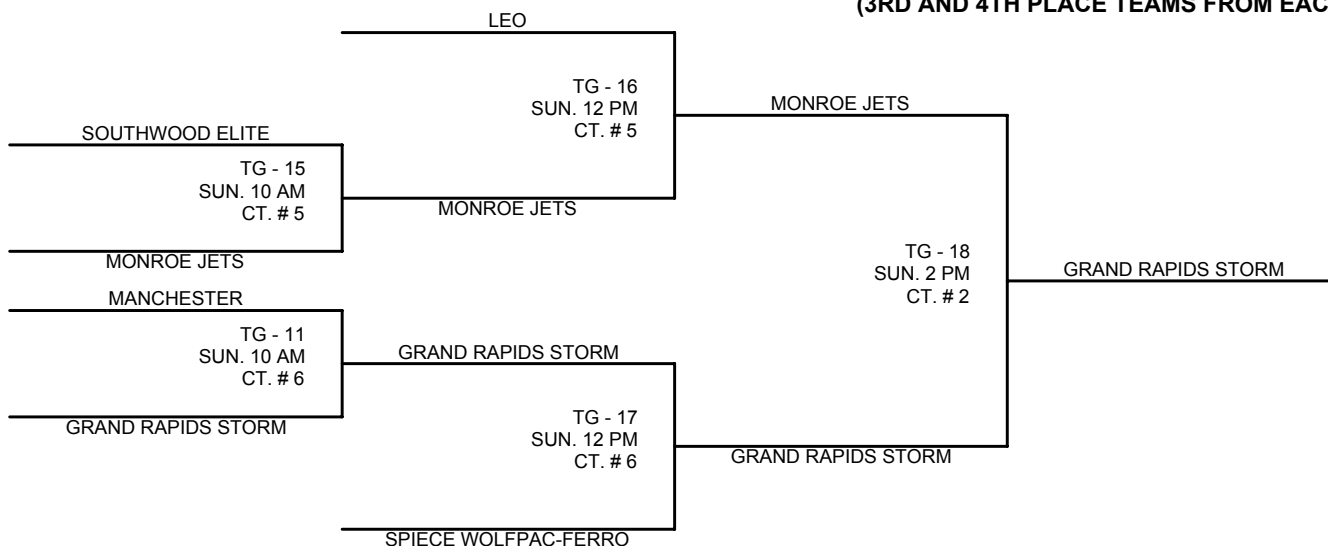 (3RD AND 4TH PLACE TEAMS FROM EAC
LEO
TG - 16
SUN. 12 PM
CT. # 5
MONROE JETS
SOUTHWOOD ELITE
TG - 15
SUN. 10 AM
CT. # 5
MONROE JETS
MONROE JETS
TG - 18
SUN. 2 PM
CT. # 2
GRAND RAPIDS STORM
MANCHESTER
TG - 11
SUN. 10 AM
CT. # 6
GRAND RAPIDS STORM
GRAND RAPIDS STORM
TG - 17
SUN. 12 PM
CT. # 6
GRAND RAPIDS STORM
SPIECE WOLFPAC-FERRO